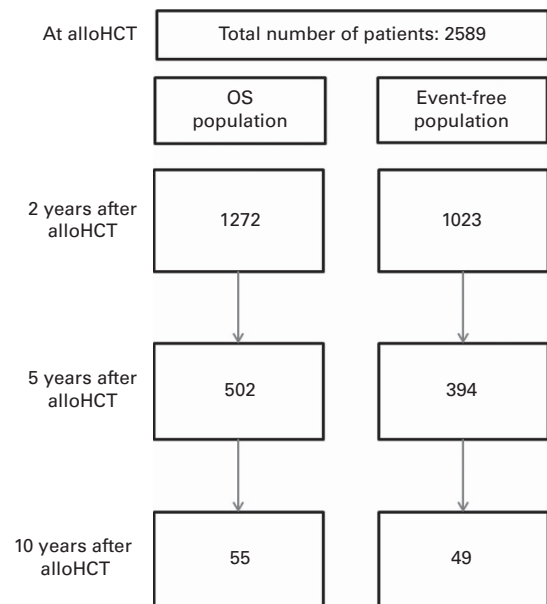 At alloHCT
Total number of patients: 2589
OS
population
Event-free
population
2 years after
alloHCT
1272
1023
5 years after
alloHCT
502
394
10 years after
alloHCT
55
49